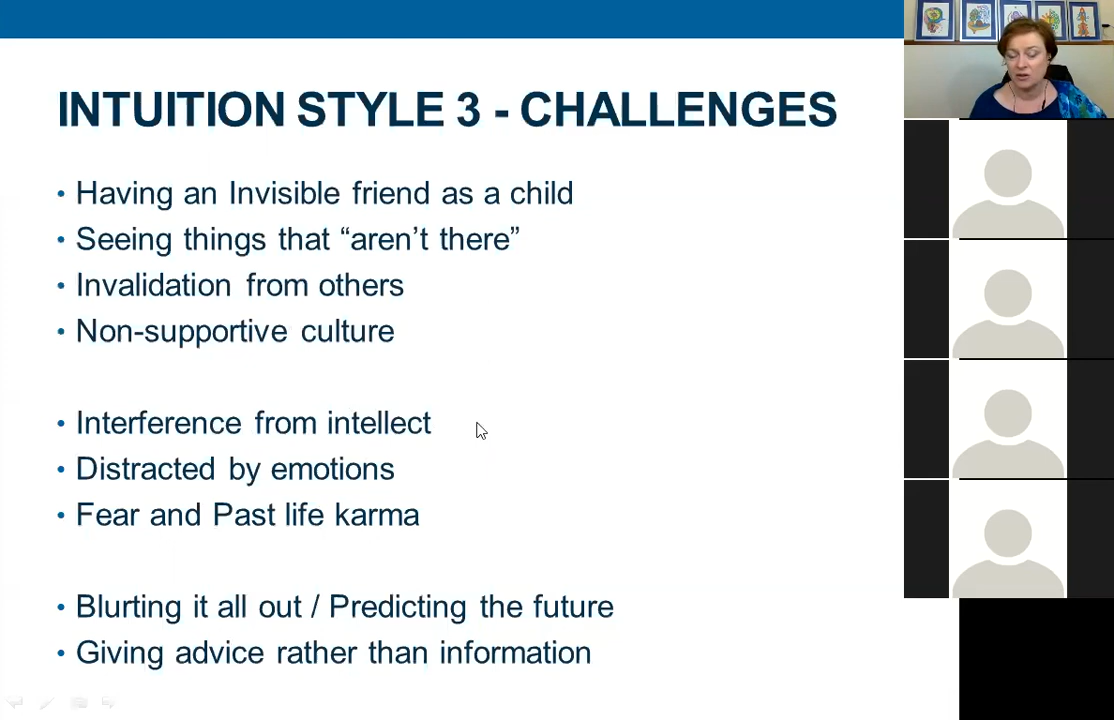 INTUITION STYLE 3 - CHALLENGES
• Having an Invisible friend as a child
• Seeing things that “aren’t there”
• Invalidation from others
• Non-supportive culture
• Interference from intellect
• Distracted by emotions
• Fear and Past life karma
• Blurting it all out / Predicting the future
• Giving advice rather than information